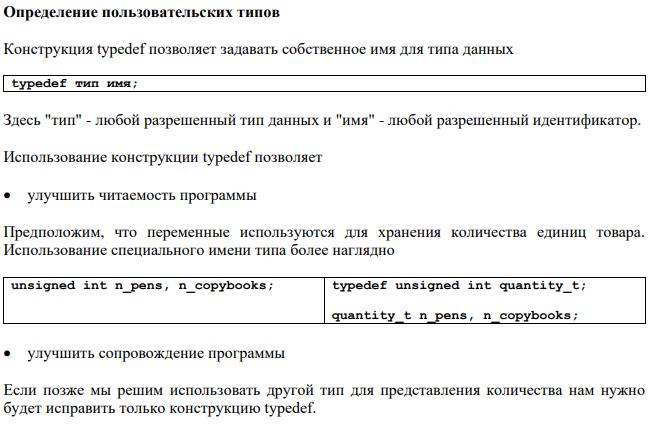 Определение пользовательских типов
Конструкция typedef позволяет задавать собственное имя для типа данных
typedef тип имя;
Здесь "тип" - любой разрешенный тип данных и "имя" - любой разрешенный идентификатор.
Использование конструкции typedef позволяет
• улучшить читаемость программы
Предположим, что переменные используются для хранения количества единиц товара.
Использование специального имени типа более наглядно
unsigned int n_pens, n_copybooks;
typedef unsigned int quantity_t;
quantity_t n_pens, n_copybooks;
• улучшить сопровождение программы
Если позже мы решим использовать другой тип для представления количества нам нужно
будет исправить только конструкцию typedef.